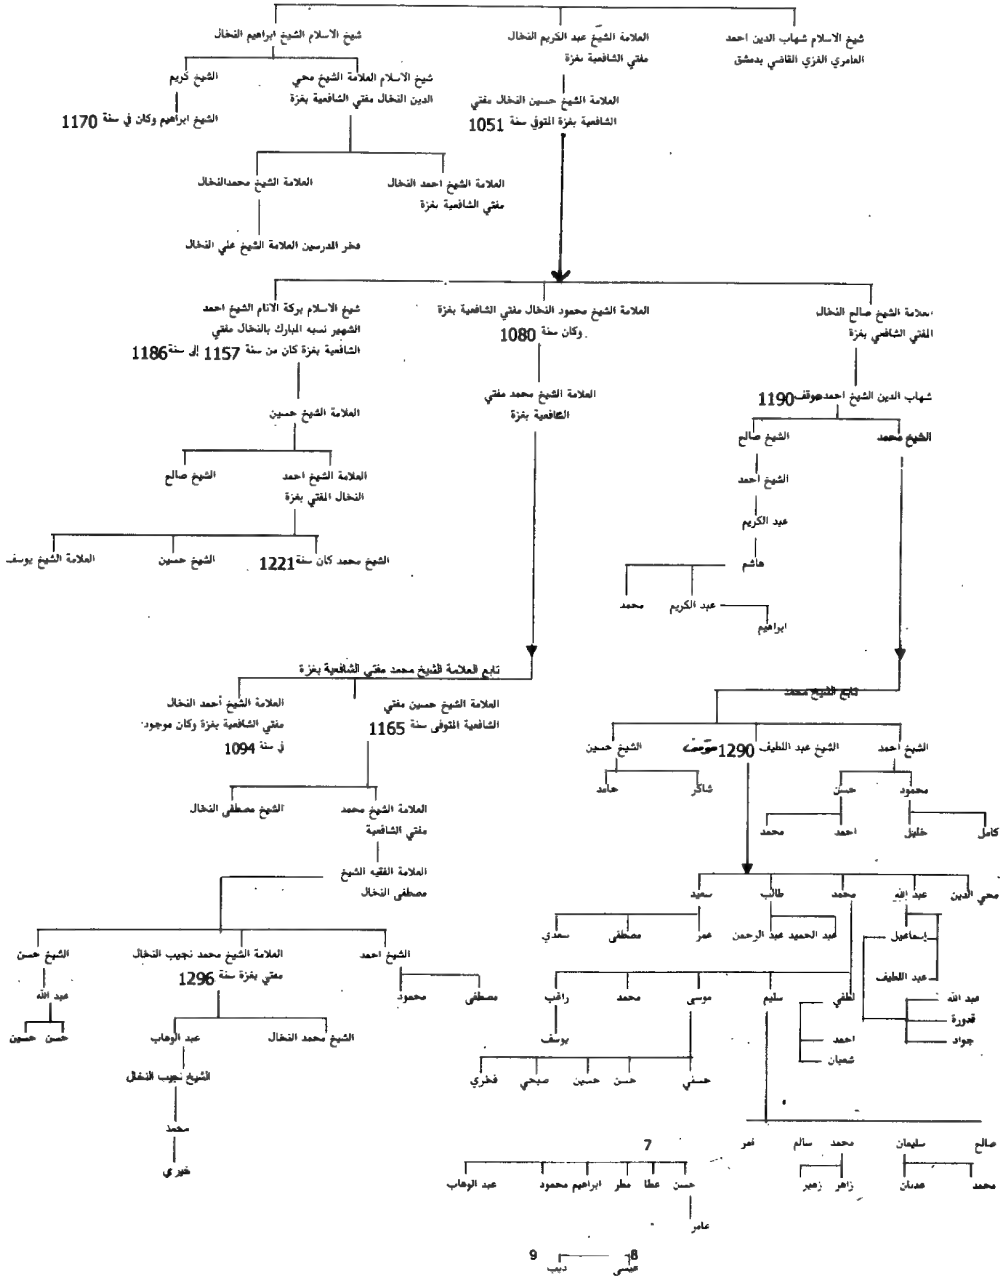 شيخ الاسلام شهاب الدين احمد
العامري الغزي القاضي بدمشق
العلامة الشيخ عبد الكريم النخال
مفتي الشافعية بغزة
شيخ الاسلام الشيخ ابراهيم النخال
العلامة الشيخ حسين النخال مفتي
الشافعية بغزة المتوفي سنة 1051
شيخ الاسلام العلامة الشيخ محي
الدين النخال مفتي الشافعية بغزة
الشيخ كريم
الشيخ ابراهيم وكان في سنة 1170
العلامة الشيخ احمد النخال
مفتي الشافعية بغزة
العلامة الشيخ محمدالنخال
فخر المدرسين العلامة الشيخ علي النخال
العلامة الشيخ صالح النخال
المفتي الشافعي بغزة
العلامة الشيخ محمود النخال مفتي الشافعية بغزة
وكان سنة 1080
شيخ الاسلام بركة الانام الشيخ احمد
الشهير نسبه المبارك بالنخال مفتي
الشافعية بغزة كان من سنة 1157 إلى سنة 1186
شهاب الدين الشيخ احمد موقف 1190
العلامة الشيخ محمد مفتي
الشافعية بغزة
العلامة الشيخ حسين
الشيخ محمد
الشيخ صالح
الشيخ احمد
عبد الكريم
هاشم
عبد الكريم
محمد
ابراهيم
العلامة الشيخ احمد
النخال المفتي بغزة
الشيخ صالح
الشيخ محمد كان سنة 1221
الشيخ حسين
العلامة الشيخ يوسف
تابع العلامة الشيخ محمد مفتي الشافعية بغزة
العلامة الشيخ حسين مفتي
الشافعية المتوفى سنة 1165
العلامة الشيخ أحمد النخال
مفتي الشافعية بغزة وكان موجود
في سنة 1094
العلامة الشيخ محمد
مفتي الشافعية
الشيخ مصطفى النخال
العلامة الفقيه الشيخ
مصطفى النخال
الشيخ احمد
العلامة الشيخ محمد نجيب النخال
مفتي بغزة سنة 1296
الشيخ حسن
مصطفى
محمود
عبد الله
حسن
حسين
الشيخ محمد النخال
عبد الوهاب
الشيخ نجيب النخال
محمد
خيري
تابع الشيخ محمد
الشيخ احمد
الشيخ عبد اللطيف 1290 موقف
الشيخ حسين
محمود
حسن
شاكر
حامد
كامل
خليل
احمد
محمد
محي الدين
عبد الله
محمد
طالب
سعيد
إسماعيل
عبد اللطيف
عبد الحميد
عبد الرحمن
عمر
مصطفى
سعدي
لطفي
سليم
موسى
محمد
راغب
عبد الله
قدورة
جواد
احمد
شعبان
يوسف
حسني
حسن
حسين
صبحي
فخري
صالح
سليمان
محمد
سالم
نمر
محمد
عدنان
زاهر
زهير
7
حسن
عطا
مطر
ابراهيم
محمود
عبد الوهاب
عامر
8
عيسى
9
ديب